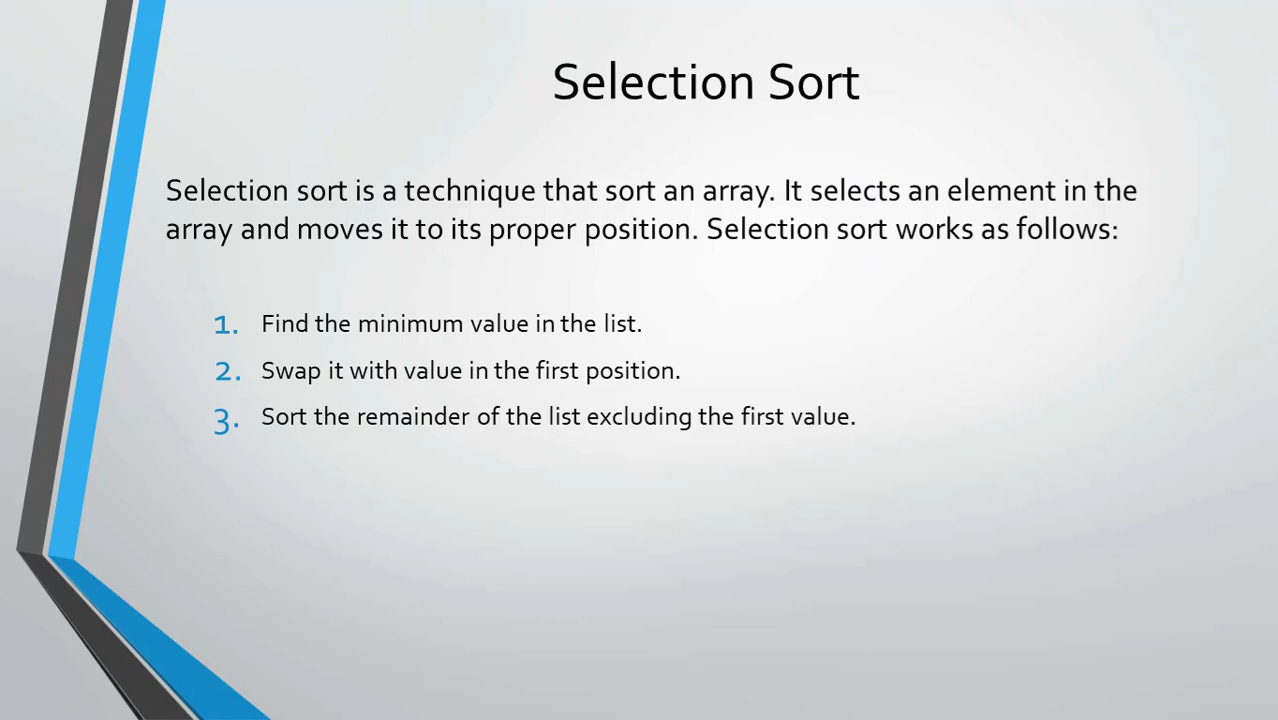 Selection Sort
Selection sort is a technique that sort an array. It selects an element in the
array and moves it to its proper position. Selection sort works as follows:
1. Find the minimum value in the list.
2. Swap it with value in the first position.
3. Sort the remainder of the list excluding the first value.